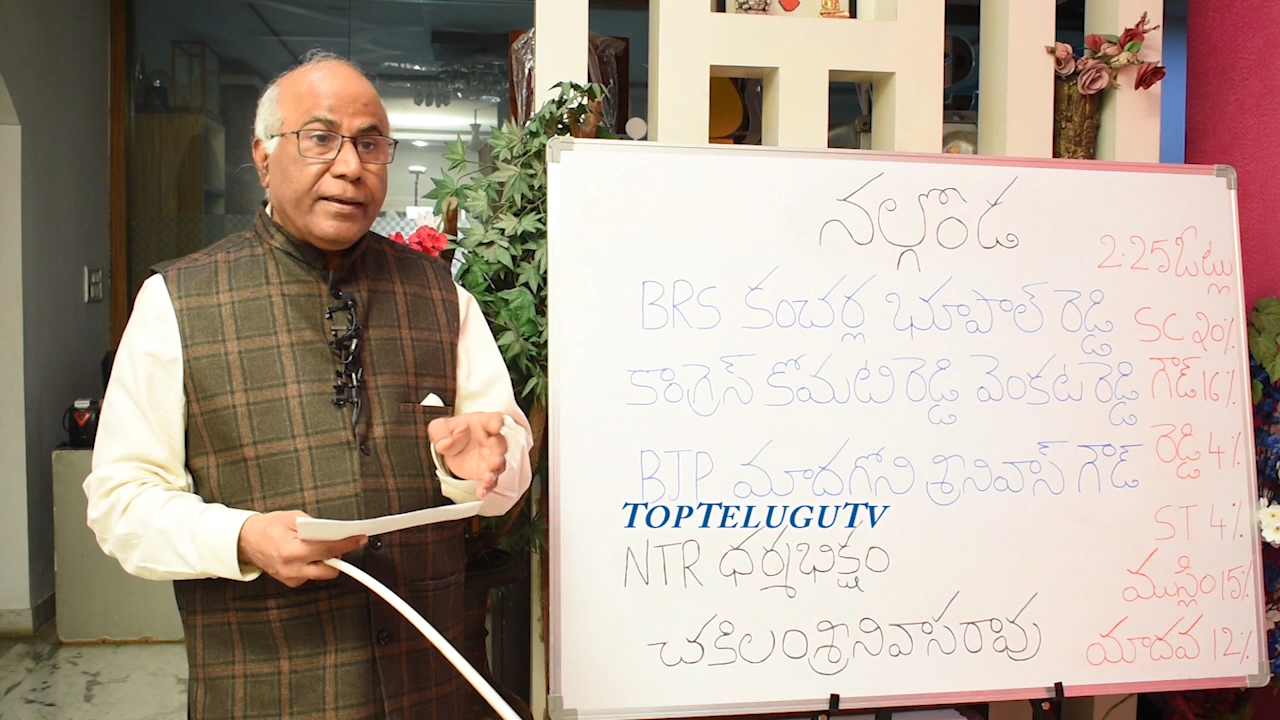 నల్గొండ
2.25 ఓట్లు
BRS కంచర్ల భూపాల్ రెడ్డి
SC 20%
కాంగ్రెస్ కోమటిరెడ్డి వెంకటరెడ్డి
గౌడ్ 16%
BJP మాదగోని శ్రీనివాస్ గౌడ్
రెడ్డి 4%
TOPTELUGUTV
ST 4%
NTR ధర్మభిక్షం
ముస్లిం 15%
చకిలంశ్రీనివాసరావు
యాదవ 12%